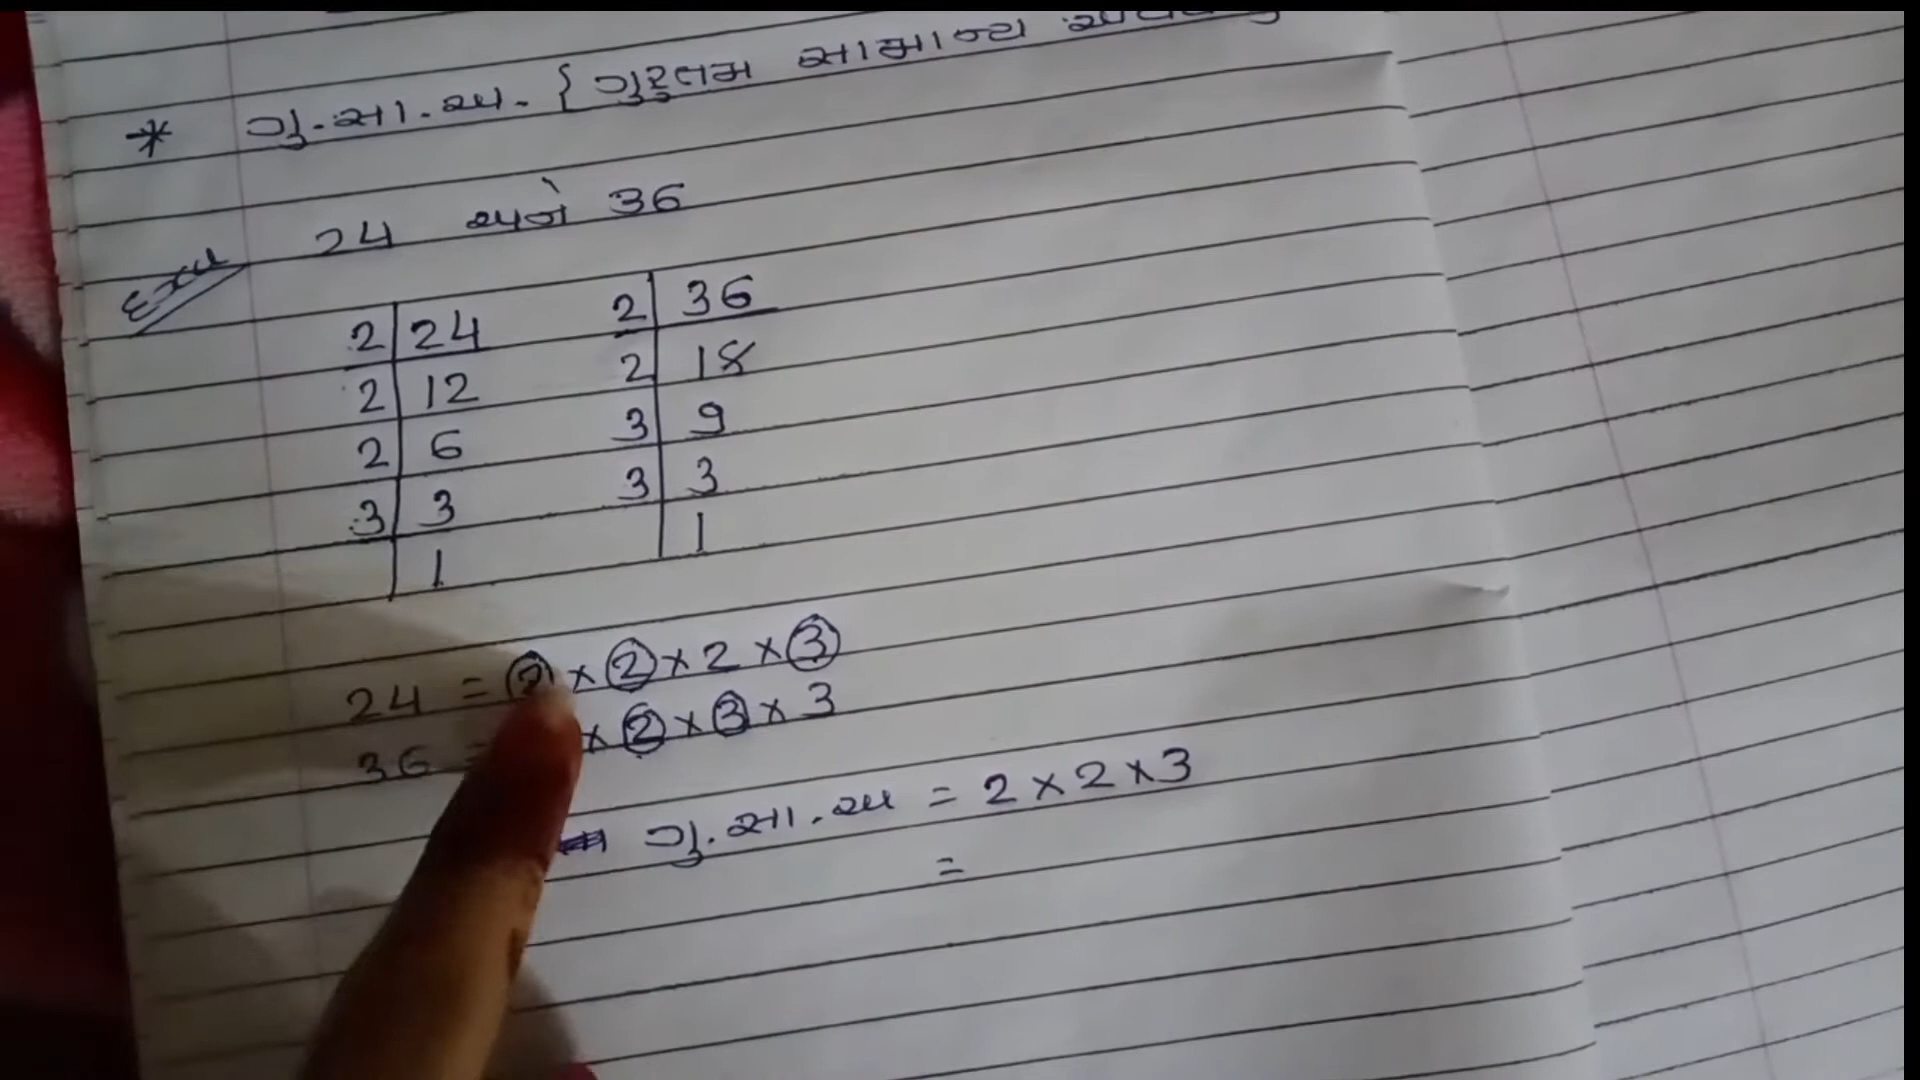 * ગુ.સા.અ. { ગુરુત્તમ સામાન્ય
Ex 24 અને 36
2 | 24 2 | 36
2 | 12 2 | 18
2 | 6 3 | 9
3 | 3 3 | 3
1 1
24 = 2 × 2 × 2 × 3
36 = × 2 × 3 × 3
ગુ.સા.અ = 2 × 2 × 3
=